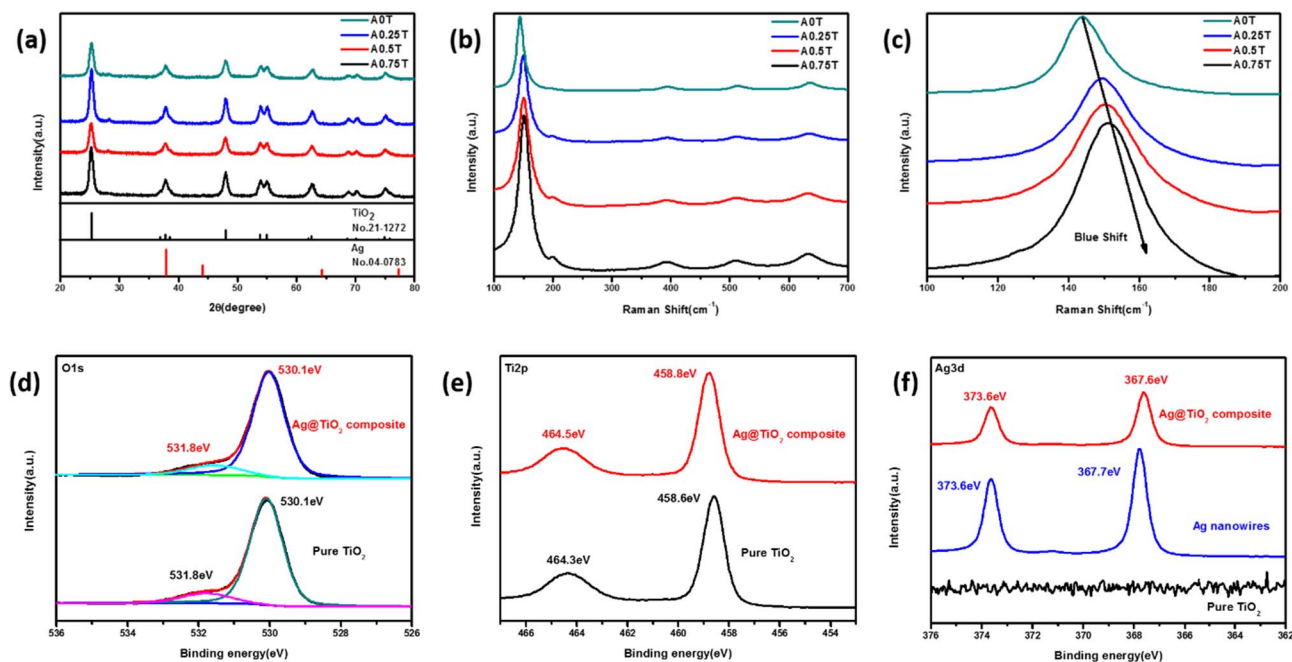 (a)
A0T
A0.25T
A0.5T
A0.75T
Intensity(a.u.)
TiO2
No.21-1272
Ag
No.04-0783
20 30 40 50 60 70 80
2θ(degree)
(b)
A0T
A0.25T
A0.5T
A0.75T
Intensity(a.u.)
100 200 300 400 500 600 700
Raman Shift(cm-1)
(c)
A0T
A0.25T
A0.5T
A0.75T
Intensity(a.u.)
Blue Shift
100 120 140 160 180 200
Raman Shift(cm-1)
(d)
O1s
530.1eV
Ag@TiO2 composite
531.8eV
530.1eV
Pure TiO2
531.8eV
Intensity(a.u.)
536 534 532 530 528 526
Binding energy(eV)
(e)
Ti2p
458.8eV
Ag@TiO2 composite
464.5eV
458.6eV
Pure TiO2
464.3eV
Intensity(a.u.)
466 464 462 460 458 456 454
Binding energy(eV)
(f)
Ag3d
367.6eV
373.6eV
Ag@TiO2 composite
367.7eV
373.6eV
Ag nanowires
Pure TiO2
Intensity(a.u.)
376 374 372 370 368 366 364 362
Binding energy(eV)